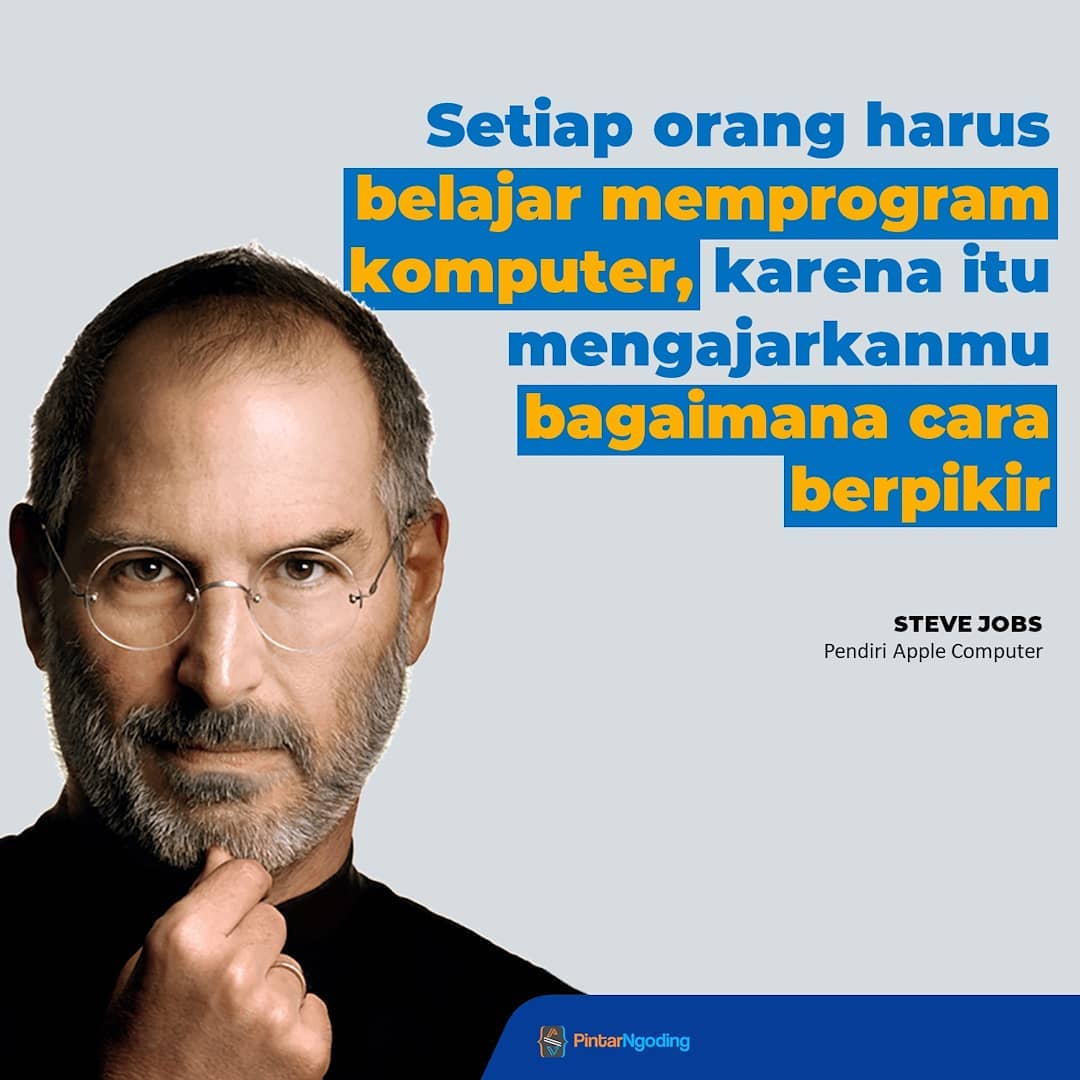 Setiap orang harus
belajar memprogram
komputer, karena itu
mengajarkanmu
bagaimana cara
berpikir
STEVE JOBS
Pendiri Apple Computer
PintarNgoding